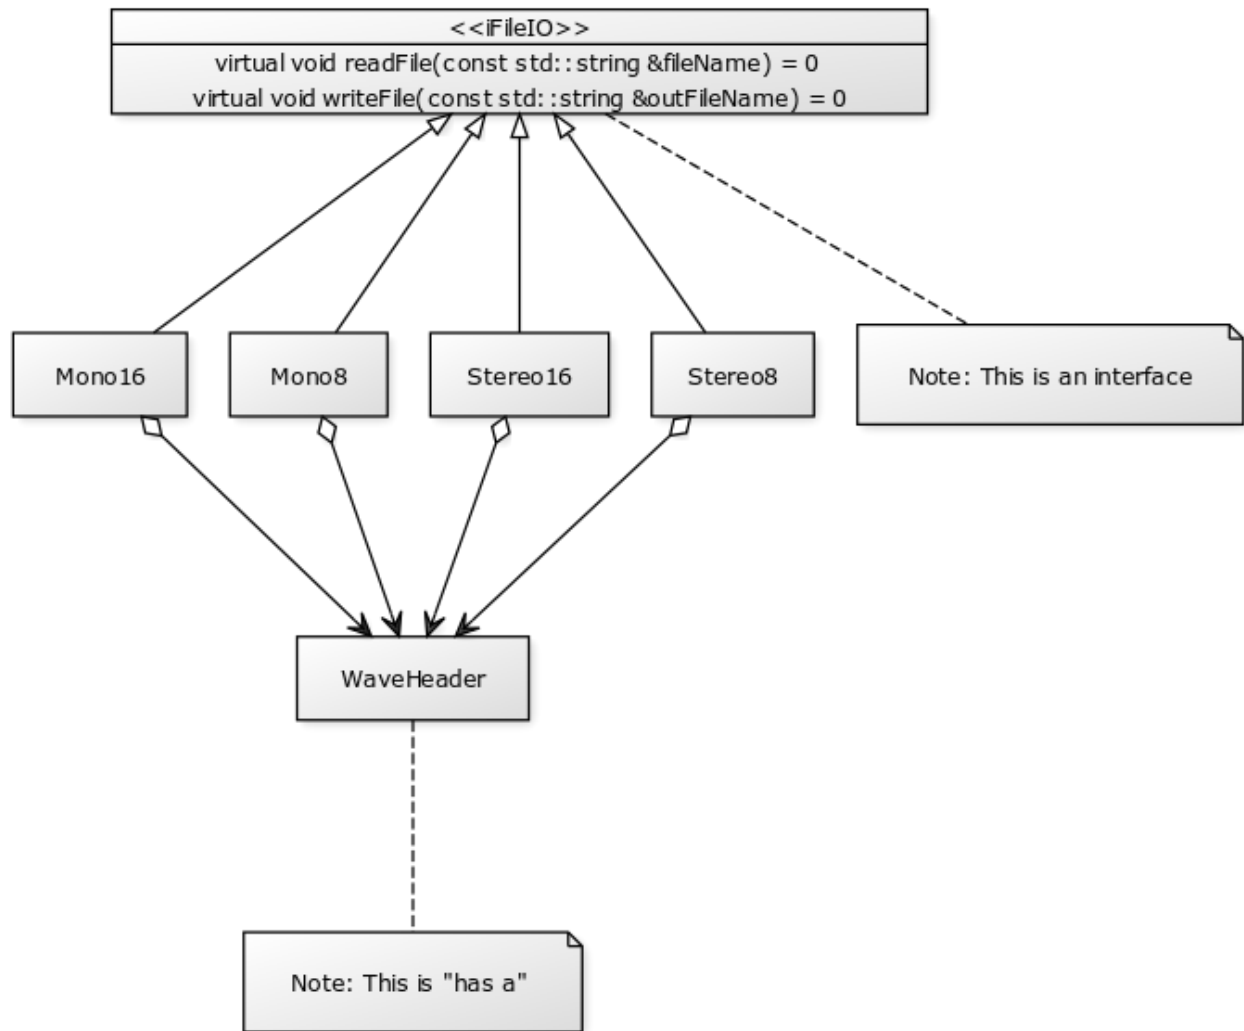 <<iFileIO>>
virtual void readFile(const std::string &fileName) = 0
virtual void writeFile(const std::string &outFileName) = 0
Mono16
Mono8
Stereo16
Stereo8
Note: This is an interface
WaveHeader
Note: This is "has a"